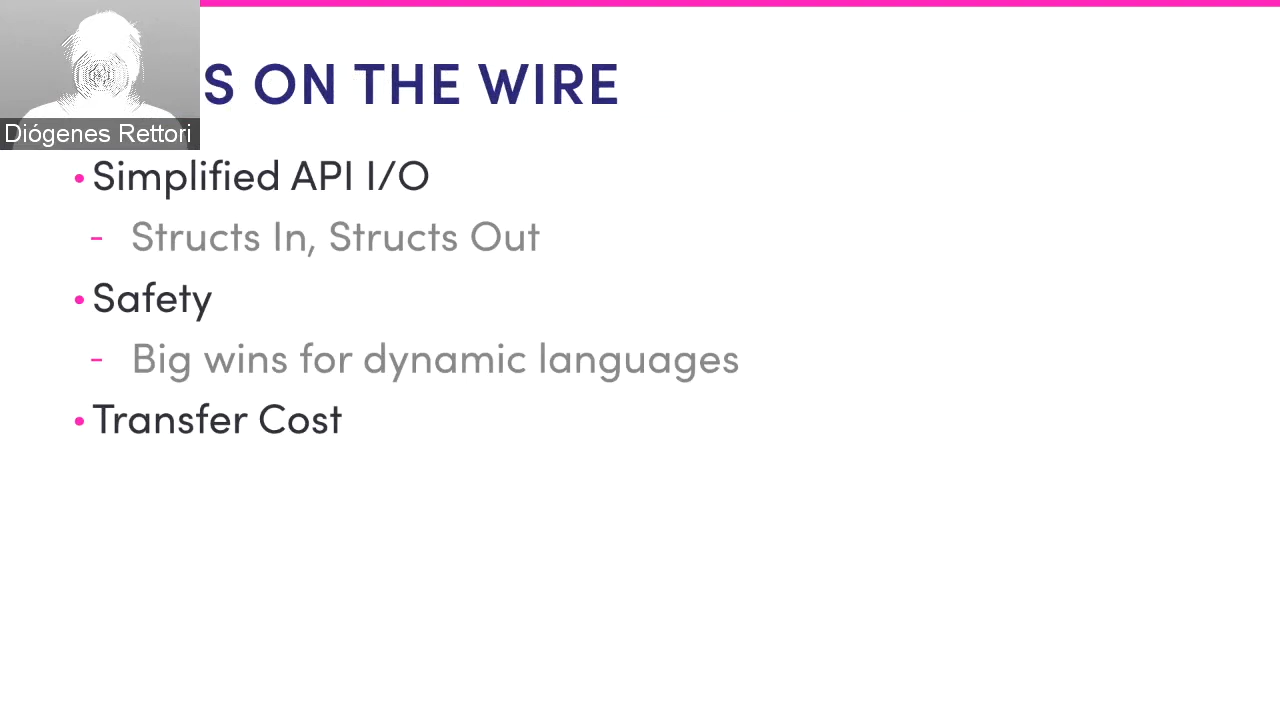 S ON THE WIRE
Diógenes Rettori
• Simplified API I/O
- Structs In, Structs Out
• Safety
- Big wins for dynamic languages
• Transfer Cost